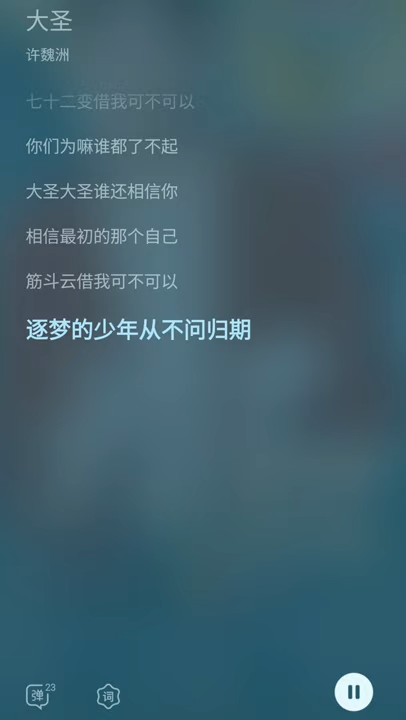 大圣
许魏洲
七十二变借我可不可以
你们为嘛谁都了不起
大圣大圣谁还相信你
相信最初的那个自己
筋斗云借我可不可以
逐梦的少年从不问归期
弹 23
词